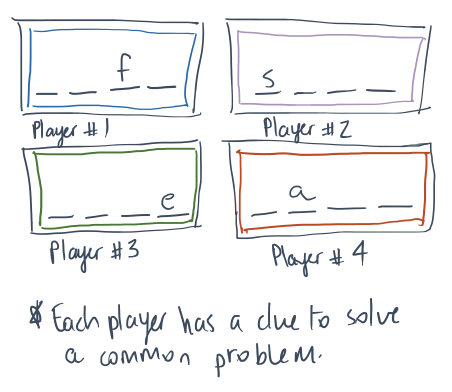 _ _ f _
s _ _ _
Player #1
Player #2
_ _ _ e
_ a _ _
Player #3
Player #4
Each player has a clue to solve
a common problem.